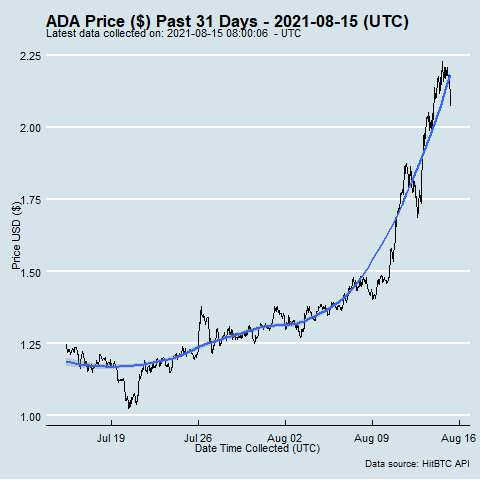 ADA Price ($) Past 31 Days - 2021-08-15 (UTC)
Latest data collected on: 2021-08-15 08:00:06 - UTC
2.25
2.00
1.75
1.50
1.25
1.00
Price USD ($)
Jul 19 Jul 26 Aug 02 Aug 09 Aug 16
Date Time Collected (UTC)
Data source: HitBTC API